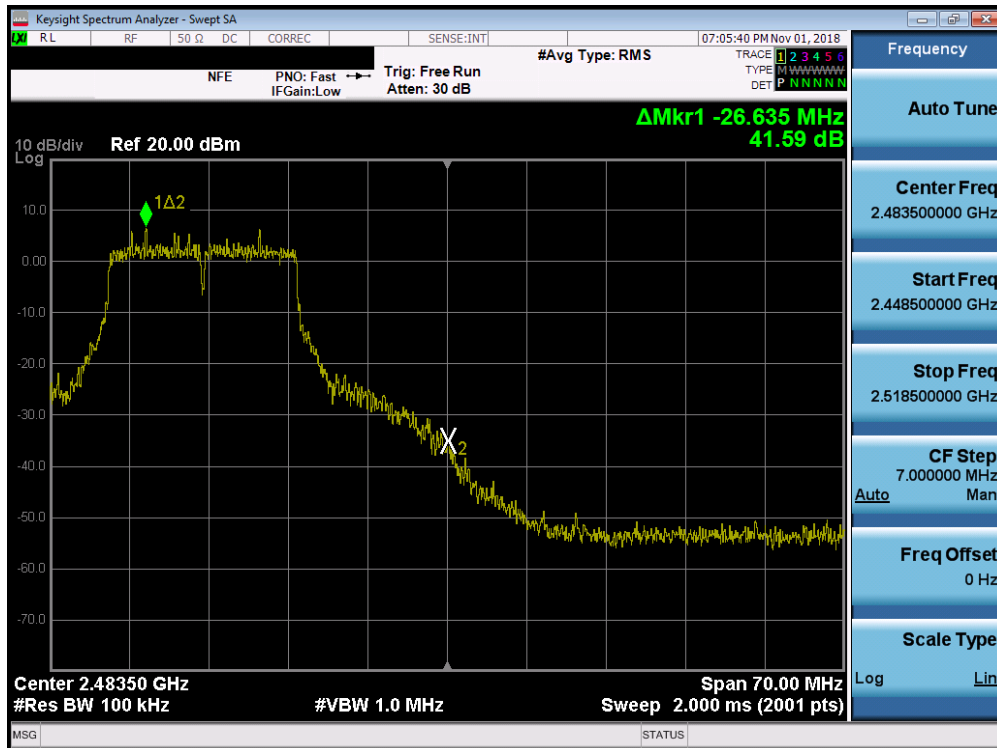 Keysight Spectrum Analyzer - Swept SA
LXI RL RF 50 Ω DC CORREC SENSE:INT 07:05:40 PM Nov 01, 2018
#Avg Type: RMS TRACE 1 2 3 4 5 6
NFE PNO: Fast Trig: Free Run TYPE M WWWWW
IFGain:Low Atten: 30 dB DET P N N N N N
ΔMkr1 -26.635 MHz
41.59 dB
10 dB/div Ref 20.00 dBm
Log
1Δ2
10.0
0.00
-10.0
-20.0
-30.0
2
-40.0
-50.0
-60.0
-70.0
Center 2.48350 GHz Span 70.00 MHz
#Res BW 100 kHz #VBW 1.0 MHz Sweep 2.000 ms (2001 pts)
MSG STATUS
Frequency
Auto Tune
Center Freq
2.483500000 GHz
Start Freq
2.448500000 GHz
Stop Freq
2.518500000 GHz
CF Step
7.000000 MHz
Auto Man
Freq Offset
0 Hz
Scale Type
Log Lin